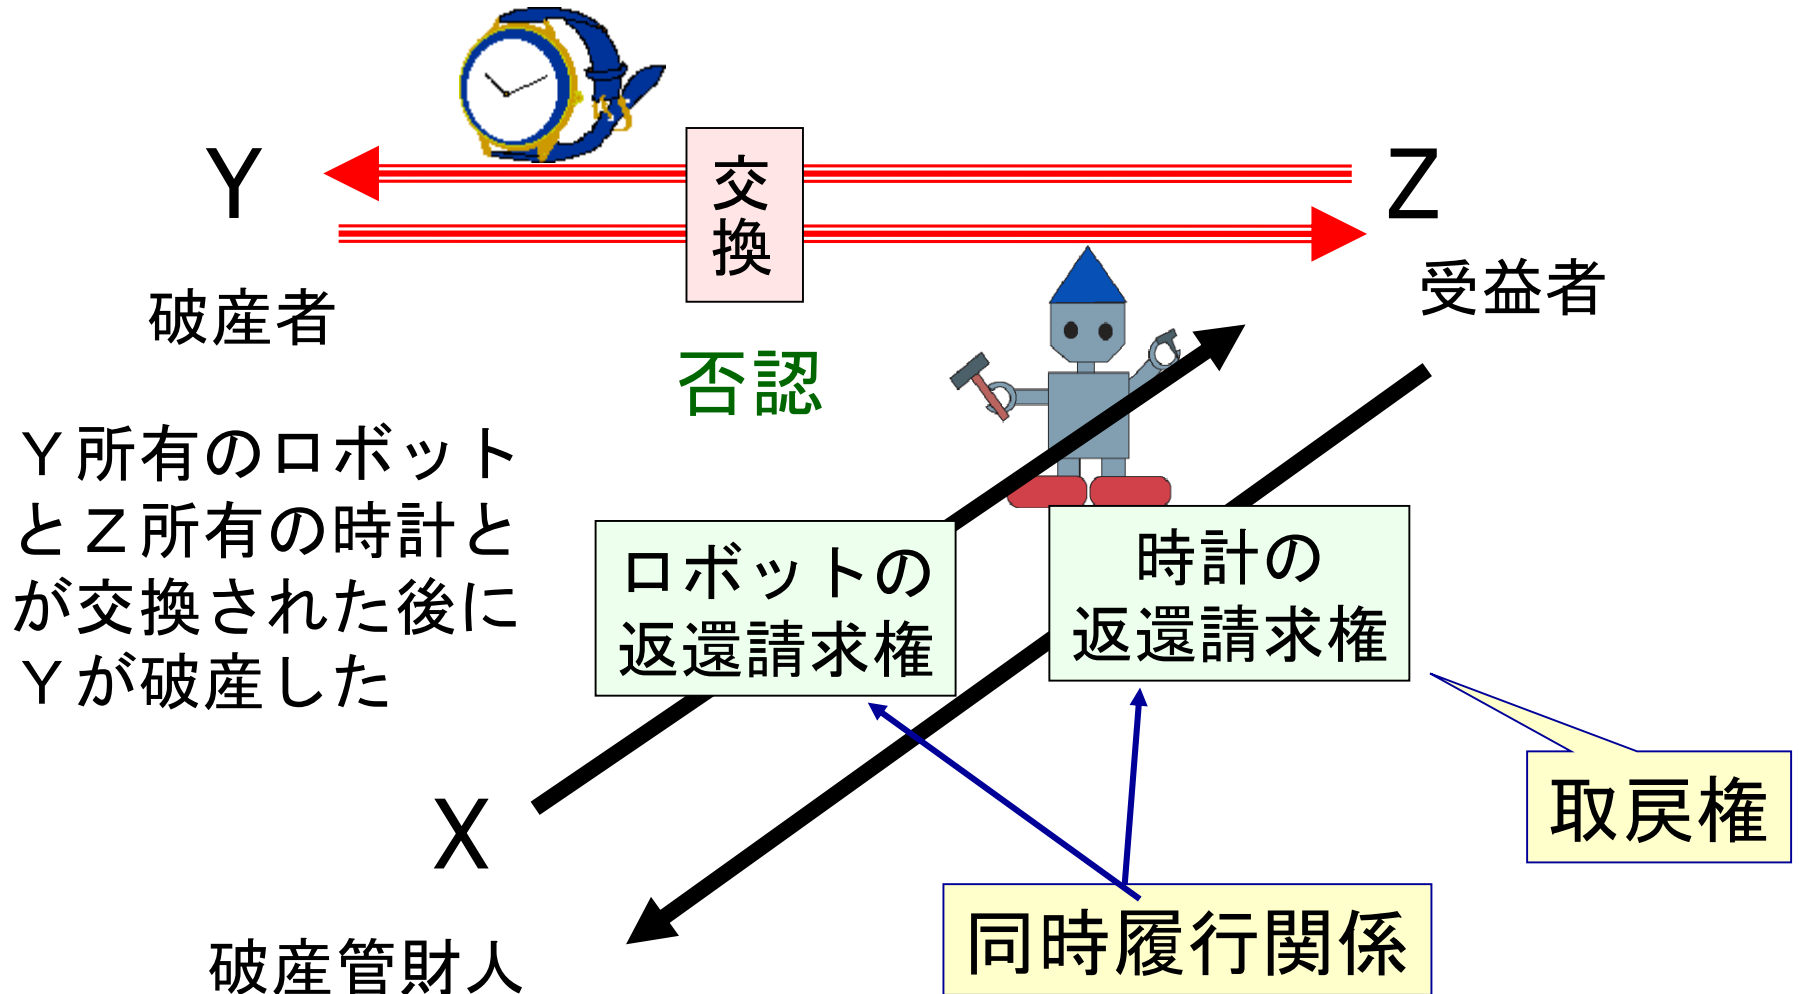 Y
交
換
Z
破産者
受益者
否認
Ｙ所有のロボット
とＺ所有の時計と
が交換された後に
Ｙが破産した
ロボットの
返還請求権
時計の
返還請求権
取戻権
X
破産管財人
同時履行関係